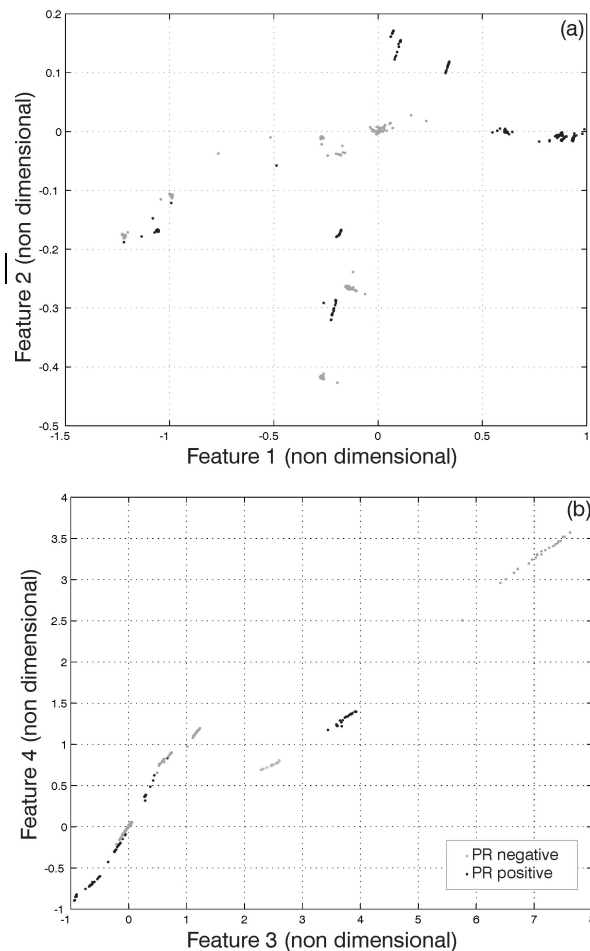 (a)
0.2
0.1
0
-0.1
-0.2
-0.3
-0.4
-0.5
Feature 2 (non dimensional)
-1.5 -1 -0.5 0 0.5 1
Feature 1 (non dimensional)
(b)
4
3.5
3
2.5
2
1.5
1
0.5
0
-0.5
-1
Feature 4 (non dimensional)
PR negative
PR positive
-1 0 1 2 3 4 5 6 7 8
Feature 3 (non dimensional)